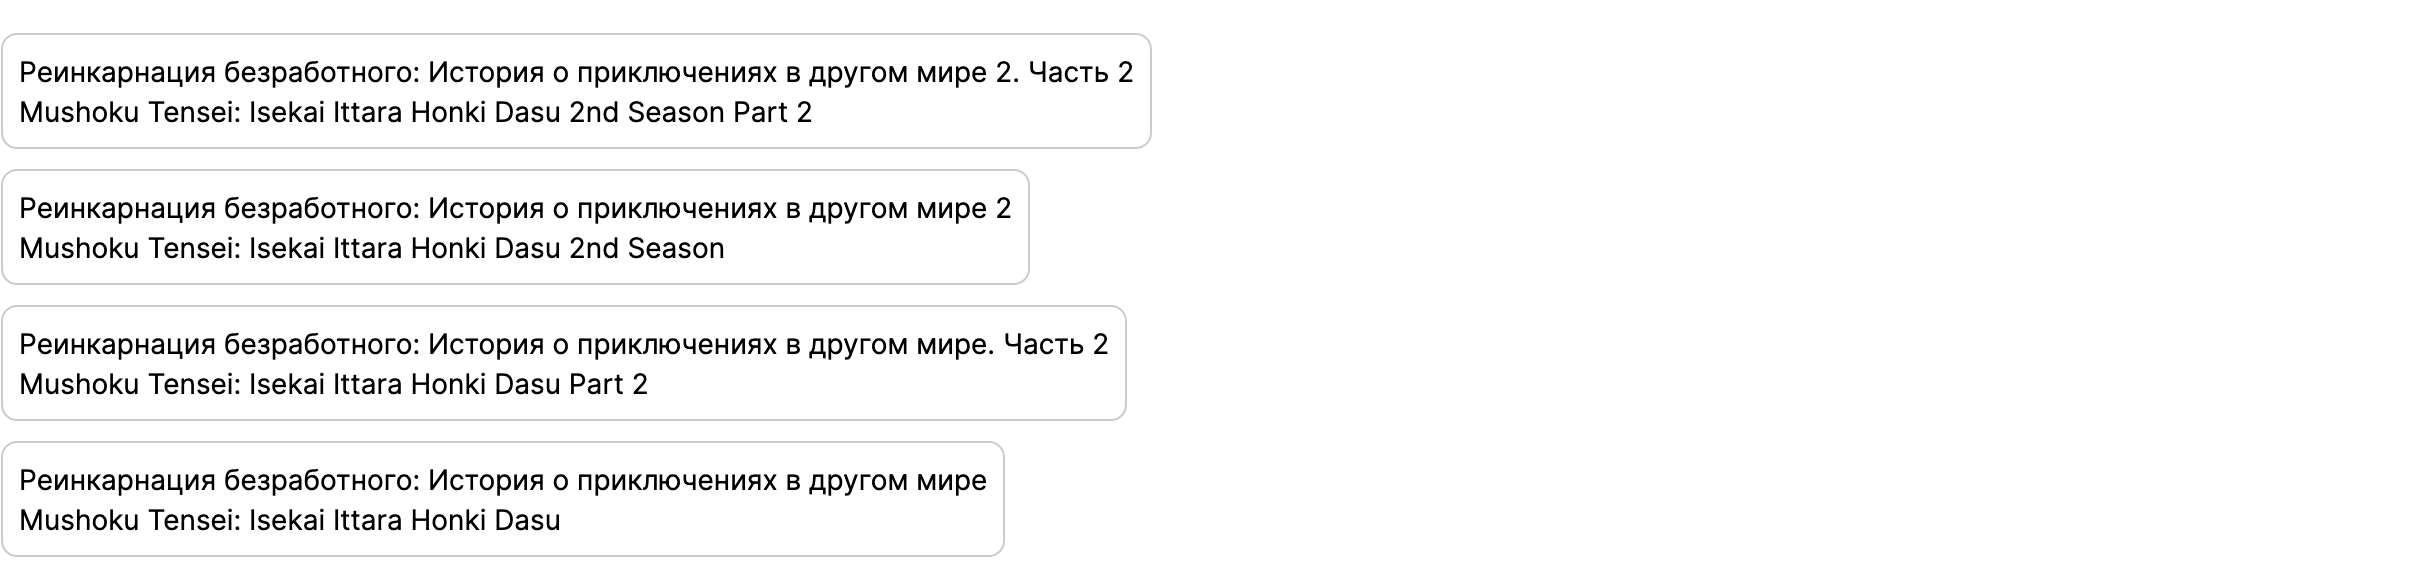 Реинкарнация безработного: История о приключениях в другом мире 2. Часть 2
Mushoku Tensei: Isekai Ittara Honki Dasu 2nd Season Part 2
Реинкарнация безработного: История о приключениях в другом мире 2
Mushoku Tensei: Isekai Ittara Honki Dasu 2nd Season
Реинкарнация безработного: История о приключениях в другом мире. Часть 2
Mushoku Tensei: Isekai Ittara Honki Dasu Part 2
Реинкарнация безработного: История о приключениях в другом мире
Mushoku Tensei: Isekai Ittara Honki Dasu